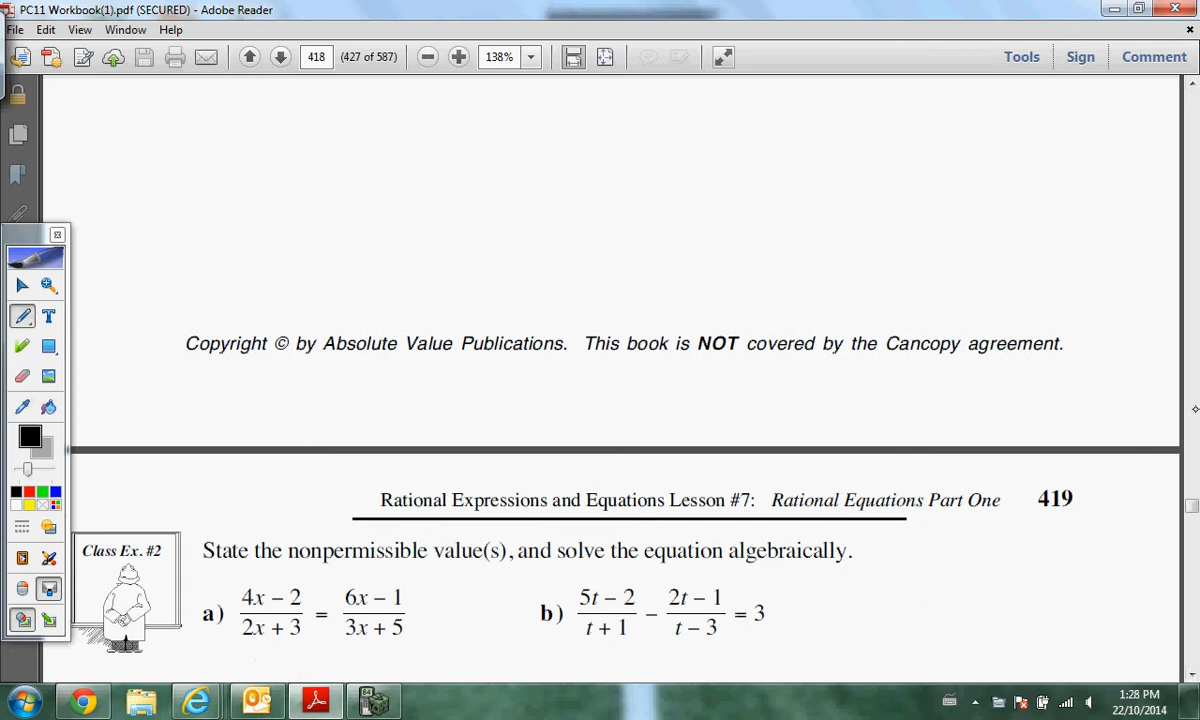 PC11 Workbook(1).pdf (SECURED) - Adobe Reader
File Edit View Window Help
418 (427 of 587) 138% Tools Sign Comment
Copyright © by Absolute Value Publications. This book is NOT covered by the Cancopy agreement.
Rational Expressions and Equations Lesson #7: Rational Equations Part One 419
Class Ex. #2
State the nonpermissible value(s), and solve the equation algebraically.
a) (4x – 2)/(2x + 3) = (6x – 1)/(3x + 5)
b) (5t – 2)/(t + 1) – (2t – 1)/(t – 3) = 3
T
84
1:28 PM
22/10/2014